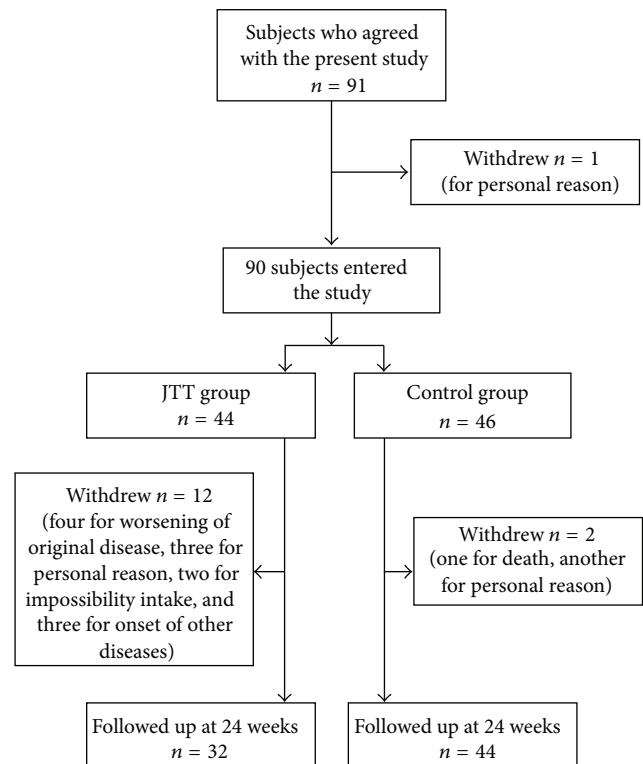 Subjects who agreed
with the present study
n = 91
Withdrew n = 1
(for personal reason)
90 subjects entered
the study
JTT group
n = 44
Control group
n = 46
Withdrew n = 12
(four for worsening of
original disease, three for
personal reason, two for
impossibility intake, and
three for onset of other
diseases)
Withdrew n = 2
(one for death, another
for personal reason)
Followed up at 24 weeks
n = 32
Followed up at 24 weeks
n = 44